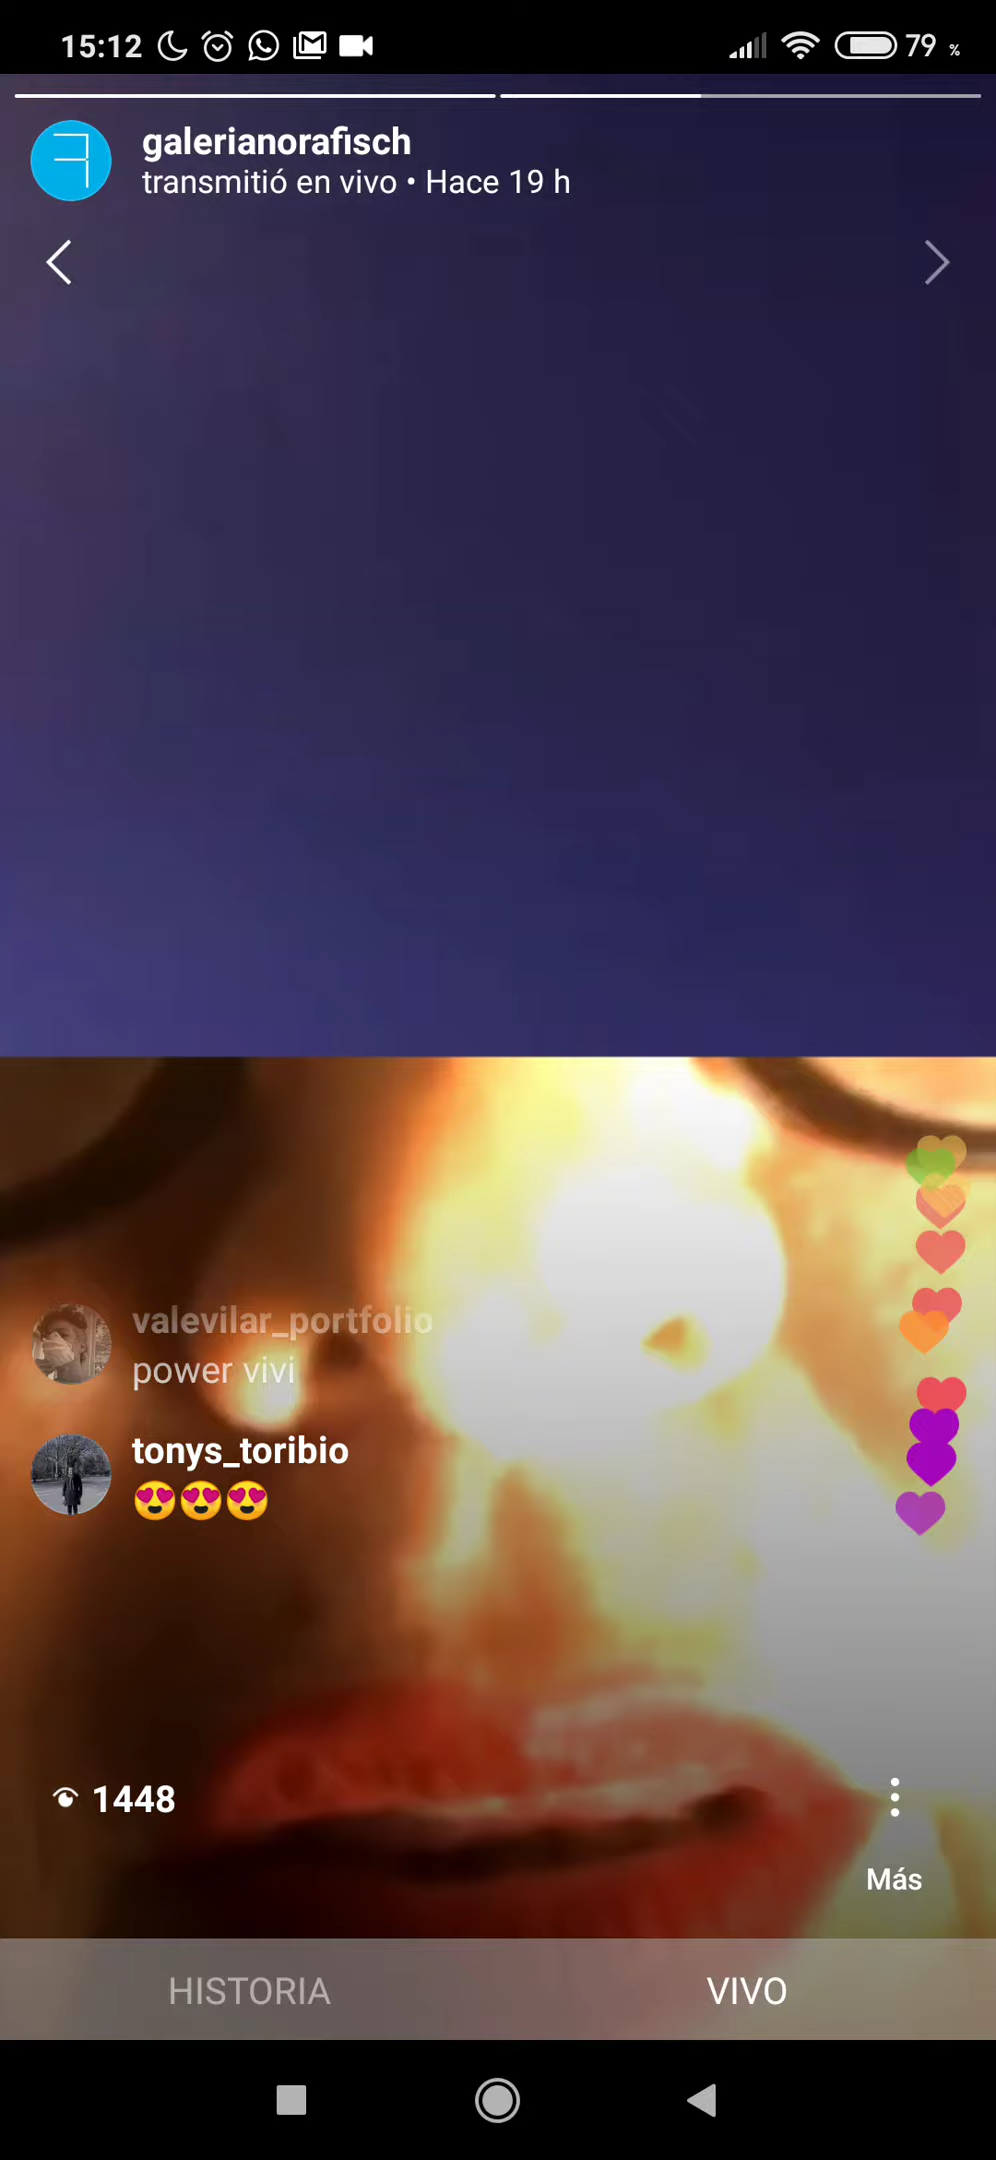 15:12 79 %
galerianorafisch
transmitió en vivo • Hace 19 h
valevilar_portfolio
power vivi
tonys_toribio
😍😍😍
1448
Más
HISTORIA VIVO